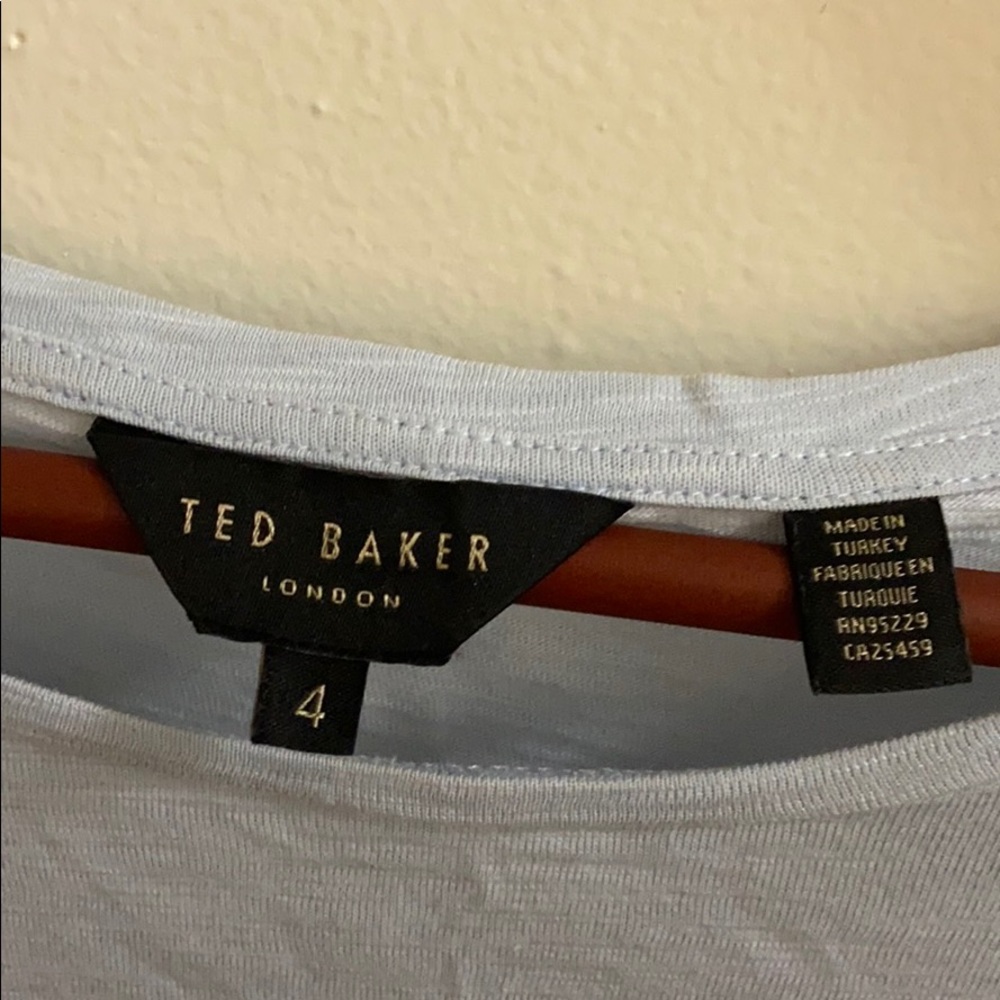 TED BAKER
LONDON
4
MADE IN
TURKEY
FABRIQUE EN
TURQUIE
RN95229
CA25459